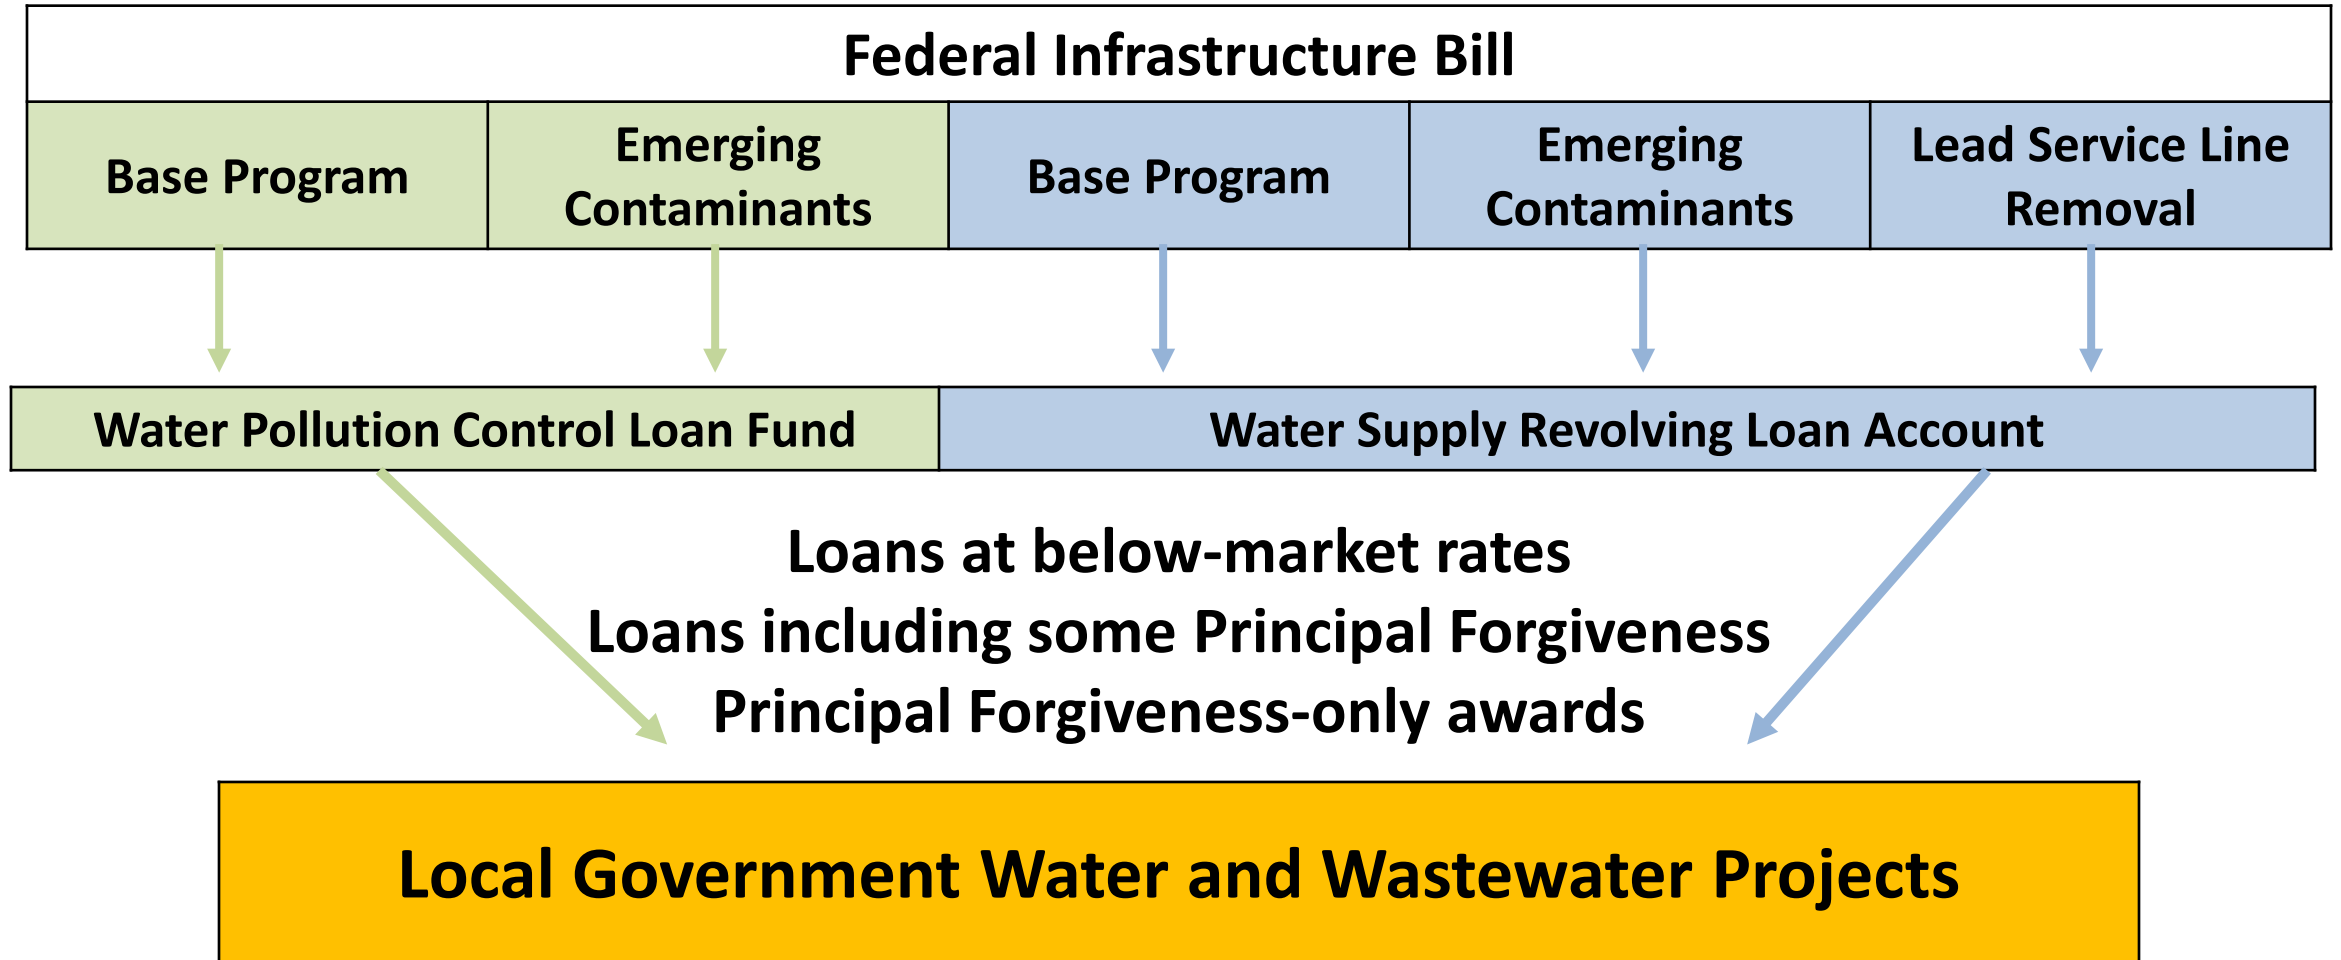 Federal Infrastructure Bill
Base Program
Emerging
Contaminants
Base Program
Emerging
Contaminants
Lead Service Line
Removal
Water Pollution Control Loan Fund
Water Supply Revolving Loan Account
Loans at below-market rates
Loans including some Principal Forgiveness
Principal Forgiveness-only awards
Local Government Water and Wastewater Projects